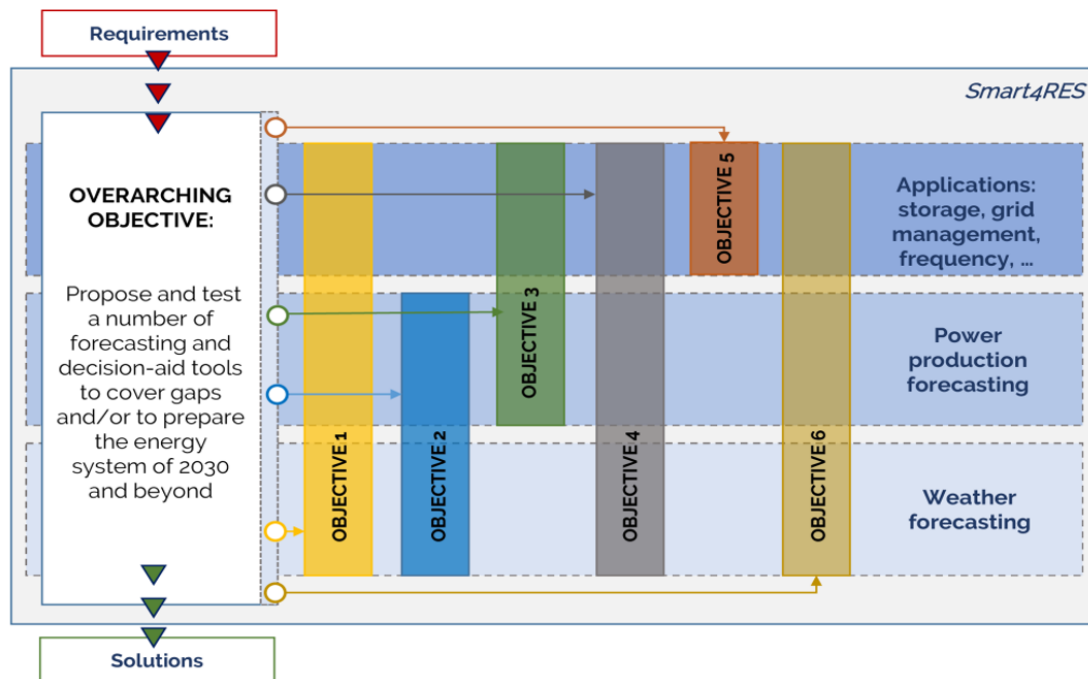 Requirements
Smart4RES
OVERARCHING
OBJECTIVE:
Propose and test
a number of
forecasting and
decision-aid tools
to cover gaps
and/or to prepare
the energy
system of 2030
and beyond
OBJECTIVE 1
OBJECTIVE 2
OBJECTIVE 3
OBJECTIVE 4
OBJECTIVE 5
OBJECTIVE 6
Applications:
storage, grid
management,
frequency, ...
Power
production
forecasting
Weather
forecasting
Solutions